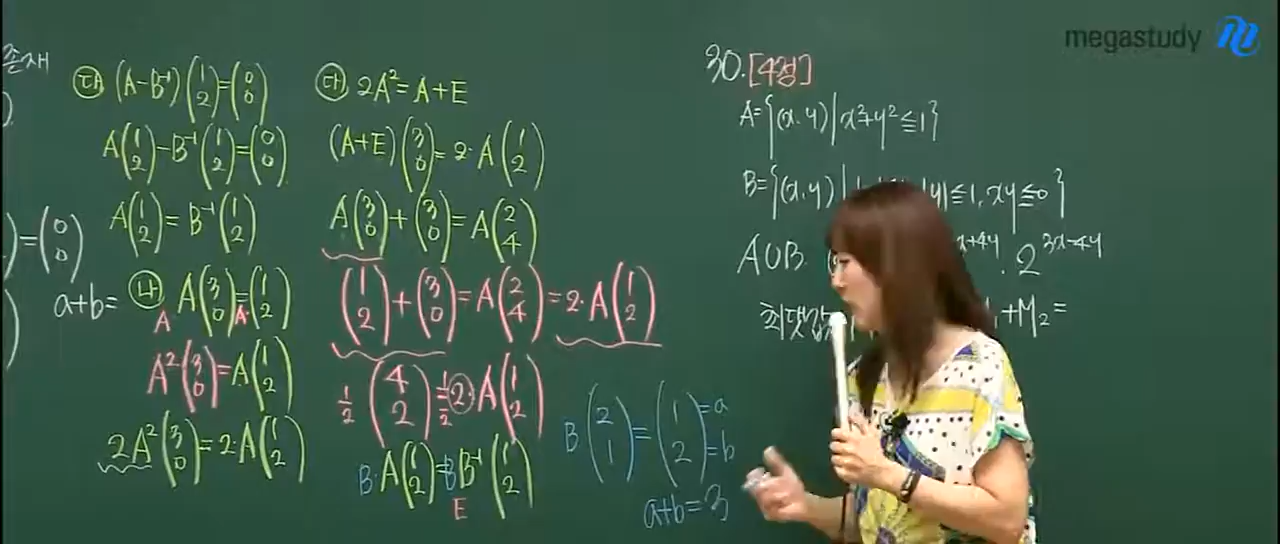 존재
㉰ (A-B⁻¹)(1 2)=(0 0)
A(1 2)-B⁻¹(1 2)=(0 0)
A(1 2)=B⁻¹(1 2)
=(0 0)
a+b=
㉯ A(3 0)=(1 2)
A A
A²(3 0)=A(1 2)
2A²(3 0)=2·A(1 2)
㉰ 2A²=A+E
(A+E)(3 0)=2·A(1 2)
A(3 0)+(3 0)=A(2 4)
(1 2)+(3 0)=A(2 4)=2·A(1 2)
1/2(4 2)=1/2 2·A(1 2)
B·A(1 2)=B B⁻¹(1 2)
E
B(2 1)=(1 2)=a =b
a+b=3
megastudy
30.[4점]
A={(x,y)|x²+y²≦1}
B={(x,y)| |y|≦1, xy≦0}
A∪B x+4y · 2³ˣ⁻⁴ʸ
최댓값 +M₂=